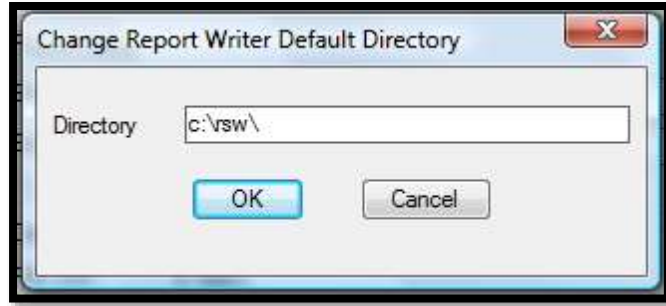 Change Report Writer Default Directory
Directory c:\rsw\
OK Cancel